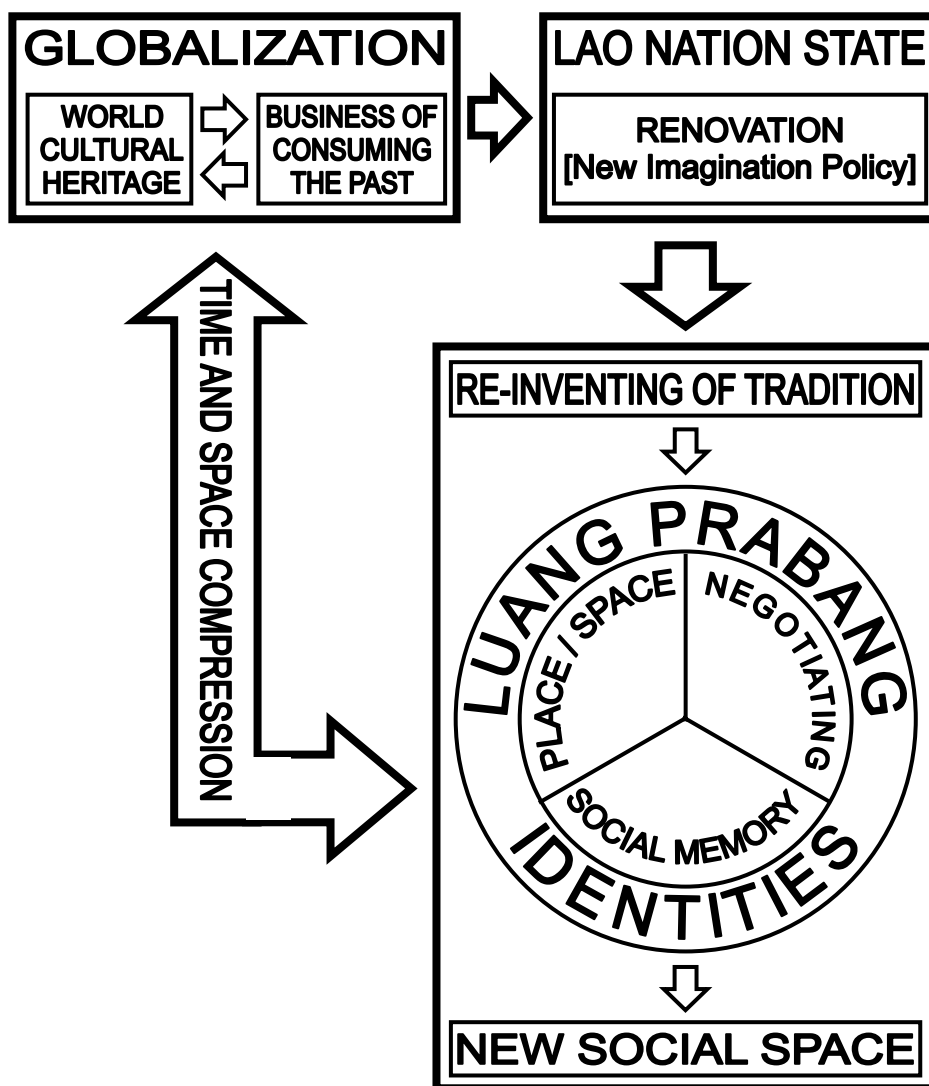 GLOBALIZATION
WORLD
CULTURAL
HERITAGE
BUSINESS OF
CONSUMING
THE PAST
LAO NATION STATE
RENOVATION
[New Imagination Policy]
TIME AND SPACE COMPRESSION
RE-INVENTING OF TRADITION
LUANG PRABANG
PLACE / SPACE
NEGOTIATING
SOCIAL MEMORY
IDENTITIES
NEW SOCIAL SPACE